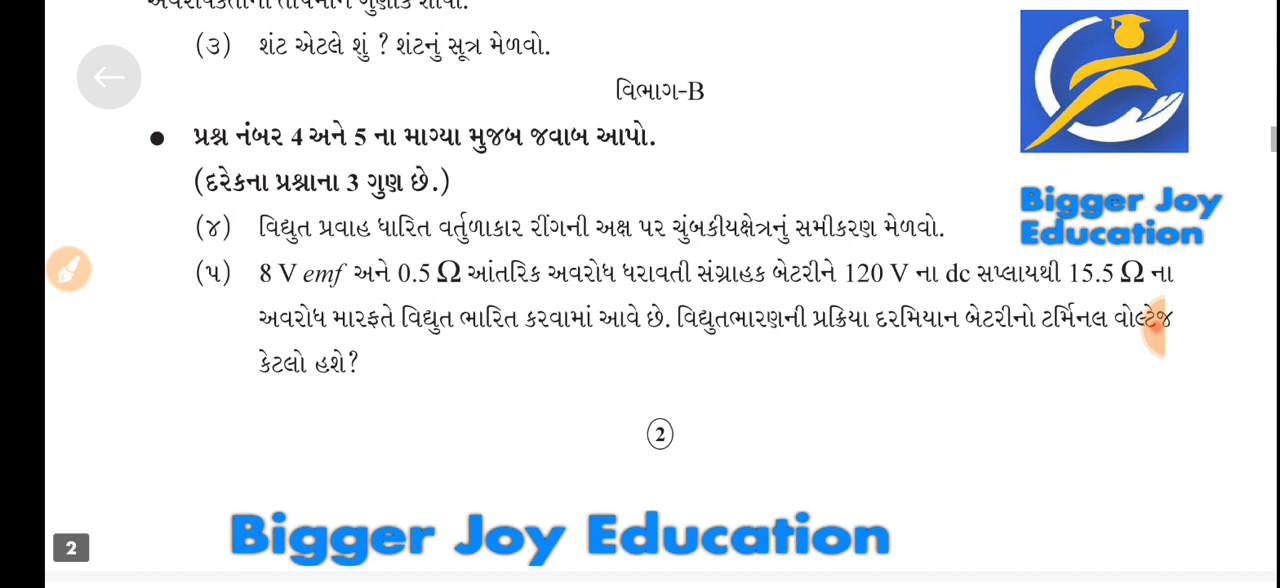 અવરોધકતાનો તાપમાન ગુણાંક શોધો.
(૩) શંટ એટલે શું ? શંટનું સૂત્ર મેળવો.
વિભાગ-B
● પ્રશ્ન નંબર 4 અને 5 ના માગ્યા મુજબ જવાબ આપો.
(દરેકના પ્રશ્નાના 3 ગુણ છે.)
(૪) વિદ્યુત પ્રવાહ ધારિત વર્તુળાકાર રીંગની અક્ષ પર ચુંબકીયક્ષેત્રનું સમીકરણ મેળવો.
Bigger Joy
Education
(૫) 8 V emf અને 0.5 Ω આંતરિક અવરોધ ધરાવતી સંગ્રાહક બેટરીને 120 V ના dc સપ્લાયથી 15.5 Ω ના
અવરોધ મારફતે વિદ્યુત ભારિત કરવામાં આવે છે. વિદ્યુતભારણની પ્રક્રિયા દરમિયાન બેટરીનો ટર્મિનલ વોલ્ટેજ
કેટલો હશે?
2
Bigger Joy Education
2